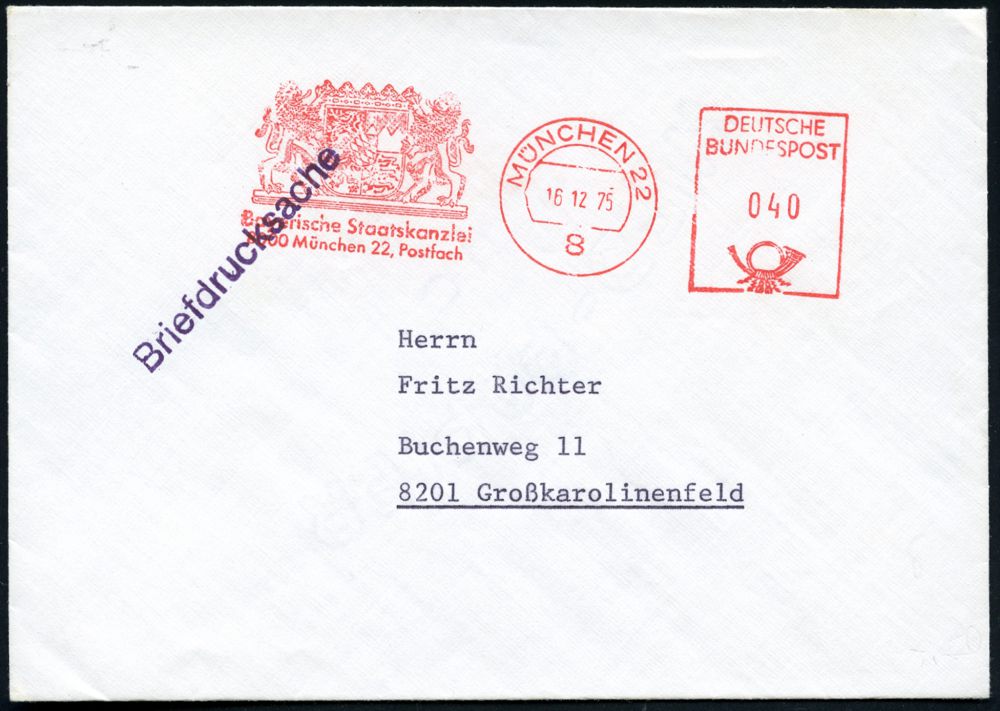 Bayerische Staatskanzlei
8000 München 22, Postfach
MÜNCHEN 22
16 12 75
8
DEUTSCHE
BUNDESPOST
040
Briefdrucksache
Herrn
Fritz Richter
Buchenweg 11
8201 Großkarolinenfeld